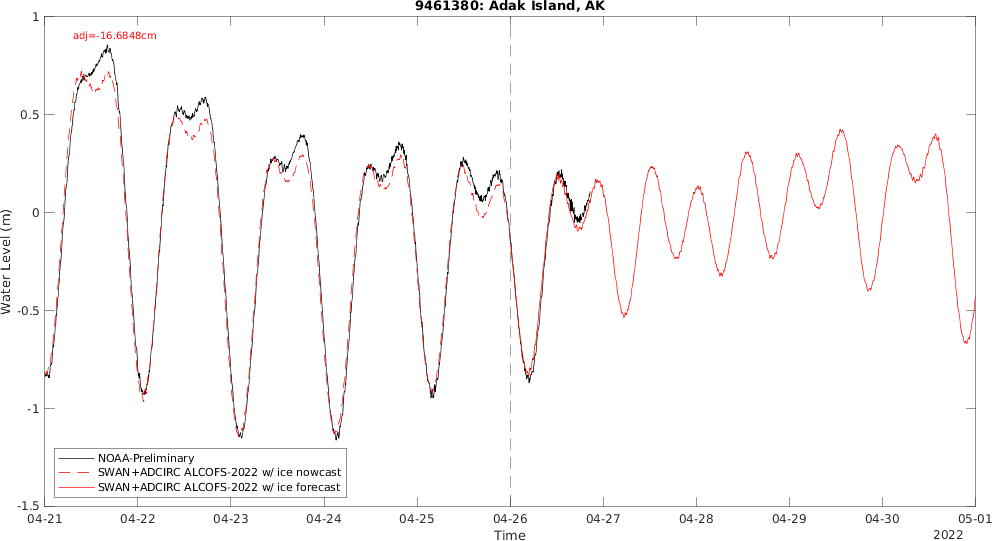 9461380: Adak Island, AK
adj=-16.6848cm
Water Level (m)
1
0.5
0
-0.5
-1
-1.5
NOAA-Preliminary
SWAN+ADCIRC ALCOFS-2022 w/ ice nowcast
SWAN+ADCIRC ALCOFS-2022 w/ ice forecast
04-21 04-22 04-23 04-24 04-25 04-26 04-27 04-28 04-29 04-30 05-01
Time
2022